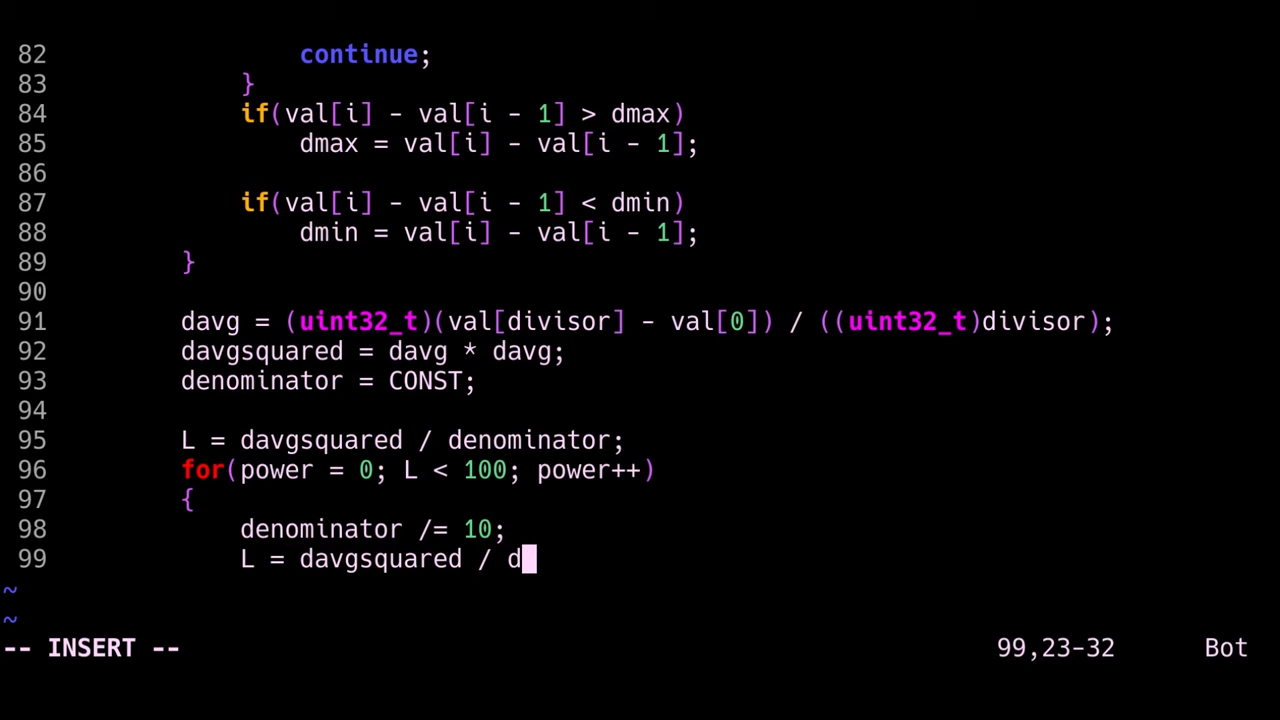 82                 continue;
83             }
84             if(val[i] - val[i - 1] > dmax)
85                 dmax = val[i] - val[i - 1];
86
87             if(val[i] - val[i - 1] < dmin)
88                 dmin = val[i] - val[i - 1];
89         }
90
91         davg = (uint32_t)(val[divisor] - val[0]) / ((uint32_t)divisor);
92         davgsquared = davg * davg;
93         denominator = CONST;
94
95         L = davgsquared / denominator;
96         for(power = 0; L < 100; power++)
97         {
98             denominator /= 10;
99             L = davgsquared / d
~
~
-- INSERT --                                                       99,23-32      Bot